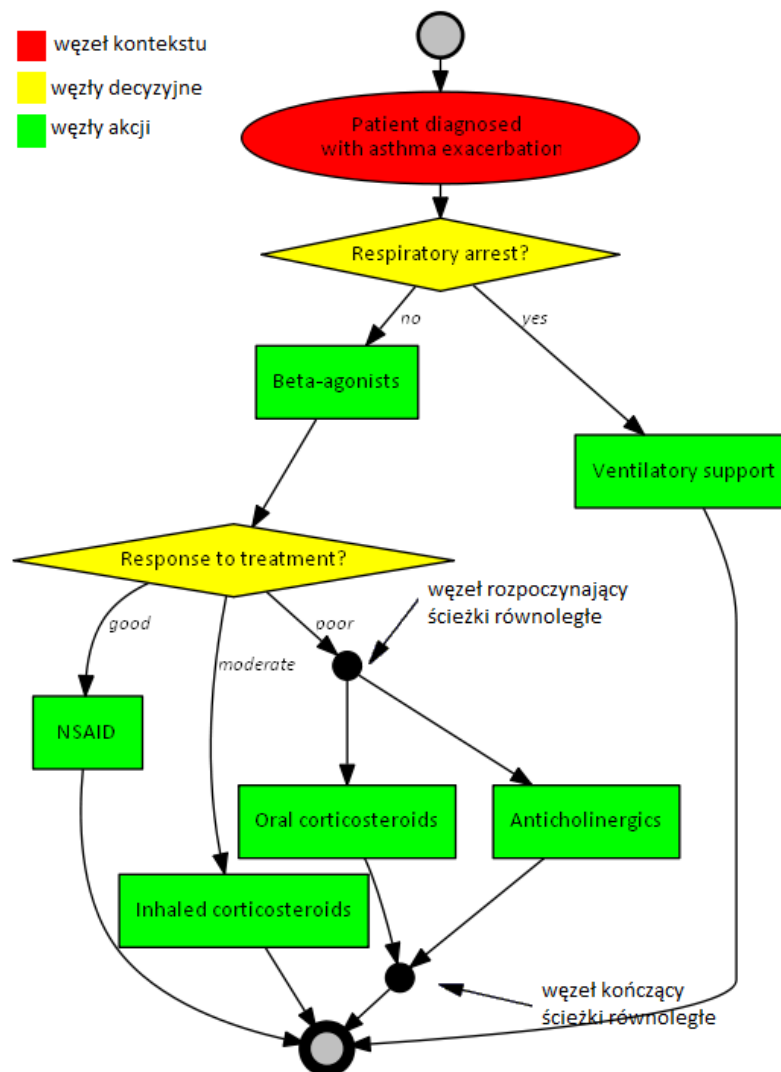 węzeł kontekstu
węzły decyzyjne
węzły akcji
Patient diagnosed
with asthma exacerbation
Respiratory arrest?
no
yes
Beta-agonists
Ventilatory support
Response to treatment?
węzeł rozpoczynający
ścieżki równoległe
good
poor
moderate
NSAID
Oral corticosteroids
Anticholinergics
Inhaled corticosteroids
węzeł kończący
ścieżki równoległe